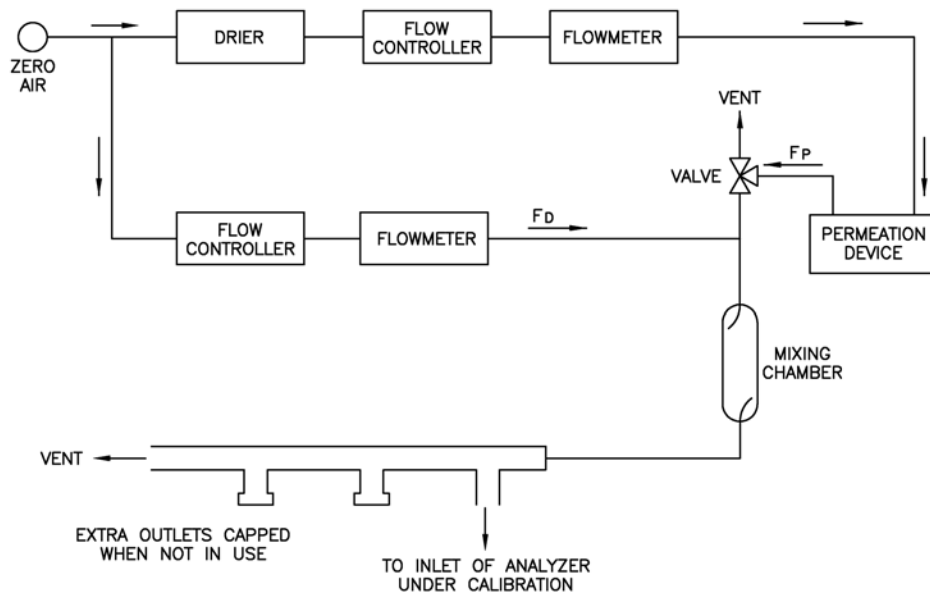 ZERO
AIR
DRIER
FLOW
CONTROLLER
FLOWMETER
VENT
VALVE
FP
PERMEATION
DEVICE
FLOW
CONTROLLER
FLOWMETER
FD
MIXING
CHAMBER
VENT
EXTRA OUTLETS CAPPED
WHEN NOT IN USE
TO INLET OF ANALYZER
UNDER CALIBRATION